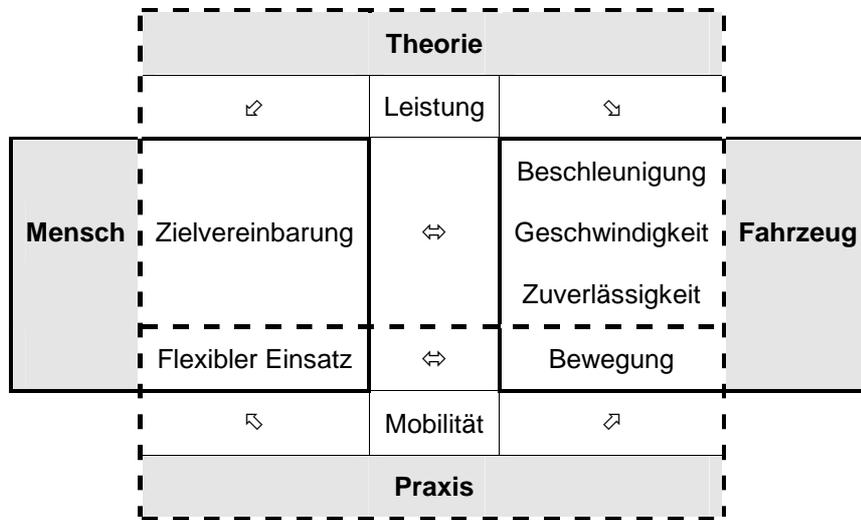 Theorie
⬃ Leistung ⬂
Beschleunigung
Mensch Zielvereinbarung ⬄ Geschwindigkeit Fahrzeug
Zuverlässigkeit
Flexibler Einsatz ⬄ Bewegung
⬁ Mobilität ⬀
Praxis